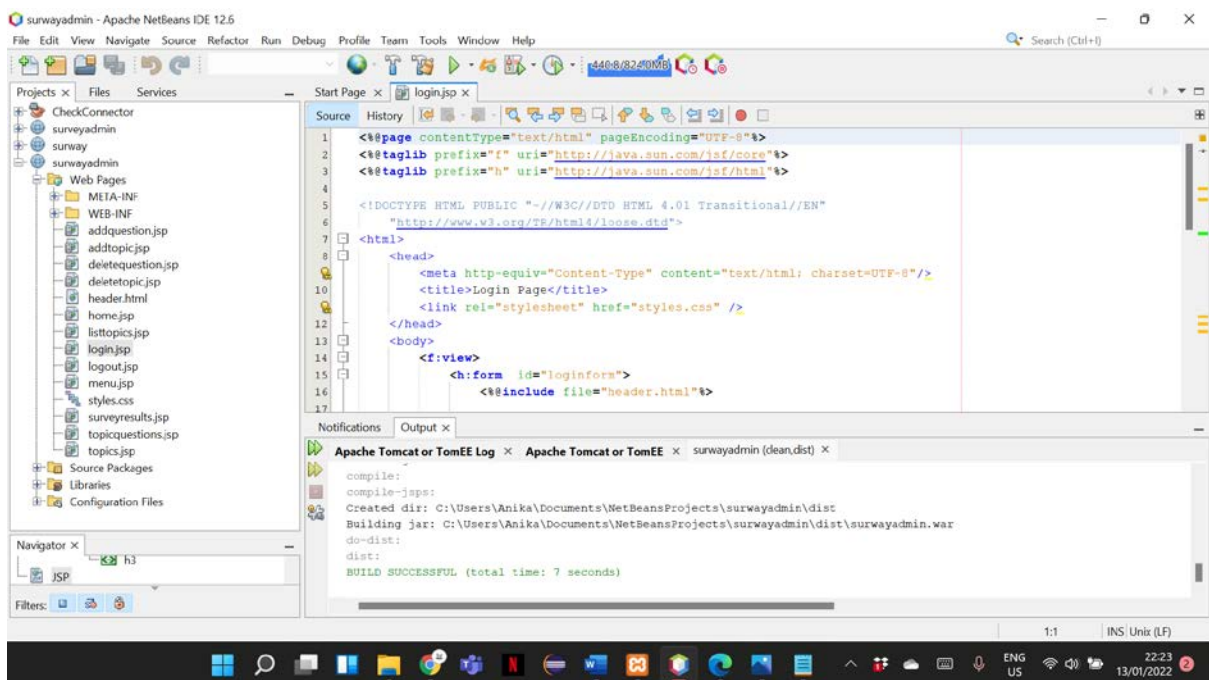 surwayadmin - Apache NetBeans IDE 12.6
File Edit View Navigate Source Refactor Run Debug Profile Team Tools Window Help
Search (Ctrl+I)
440.8/824.0MB
Projects Files Services
CheckConnector
surveyadmin
surway
surwayadmin
Web Pages
META-INF
WEB-INF
addquestion.jsp
addtopic.jsp
deletequestion.jsp
deletetopic.jsp
header.html
home.jsp
listtopics.jsp
login.jsp
logout.jsp
menu.jsp
styles.css
surveyresults.jsp
topicquestions.jsp
topics.jsp
Source Packages
Libraries
Configuration Files
Navigator
h3
JSP
Filters:
Start Page login.jsp
Source History
1 <%@page contentType="text/html" pageEncoding="UTF-8"%>
2 <%@taglib prefix="f" uri="http://java.sun.com/jsf/core"%>
3 <%@taglib prefix="h" uri="http://java.sun.com/jsf/html"%>
4
5 <!DOCTYPE HTML PUBLIC "-//W3C//DTD HTML 4.01 Transitional//EN"
6 "http://www.w3.org/TR/html4/loose.dtd">
7 <html>
8 <head>
<meta http-equiv="Content-Type" content="text/html; charset=UTF-8"/>
10 <title>Login Page</title>
<link rel="stylesheet" href="styles.css" />
12 </head>
13 <body>
14 <f:view>
15 <h:form id="loginform">
16 <%@include file="header.html"%>
17
Notifications Output
Apache Tomcat or TomEE Log Apache Tomcat or TomEE surwayadmin (clean,dist)
compile:
compile-jsps:
Created dir: C:\Users\Anika\Documents\NetBeansProjects\surwayadmin\dist
Building jar: C:\Users\Anika\Documents\NetBeansProjects\surwayadmin\dist\surwayadmin.war
do-dist:
dist:
BUILD SUCCESSFUL (total time: 7 seconds)
1:1 INS Unix (LF)
ENG
US
22:23
13/01/2022
2